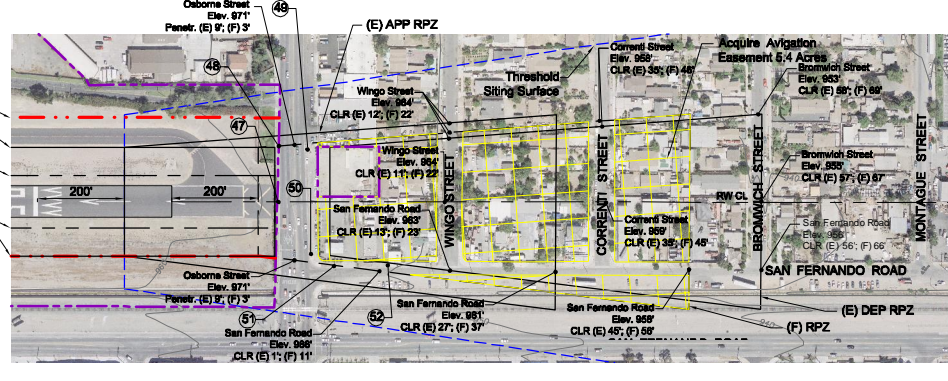 Osborne Street
Elev. 971'
Penetr. (E) 9'; (F) 3'
49
(E) APP RPZ
48
47
Wingo Street
Elev. 964'
CLR (E) 12'; (F) 22'
Threshold
Siting Surface
Corrent Street
Elev. 958'
CLR (E) 35'; (F) 46'
Acquire Avigation
Easement 5.4 Acres
Bromwich Street
Elev. 953'
CLR (E) 58'; (F) 69'
Wingo Street
Elev. 964'
CLR (E) 11'; (F) 22'
Bromwich Street
Elev. 955'
CLR (E) 57'; (F) 67'
200'
200'
50
RW CL
San Fernando Road
Elev. 963'
CLR (E) 13'; (F) 23'
Corrent Street
Elev. 959'
CLR (E) 35'; (F) 45'
San Fernando Road
Elev. 956'
CLR (E) 56'; (F) 66'
WINGO STREET
CORRENT STREET
BROMWICH STREET
MONTAGUE STREET
SAN FERNANDO ROAD
Osborne Street
Elev. 971'
Penetr. (E) 9'; (F) 3'
51
52
San Fernando Road
Elev. 966'
CLR (E) 1'; (F) 11'
San Fernando Road
Elev. 961'
CLR (E) 27'; (F) 37'
San Fernando Road
Elev. 958'
CLR (E) 45'; (F) 56'
(E) DEP RPZ
(F) RPZ